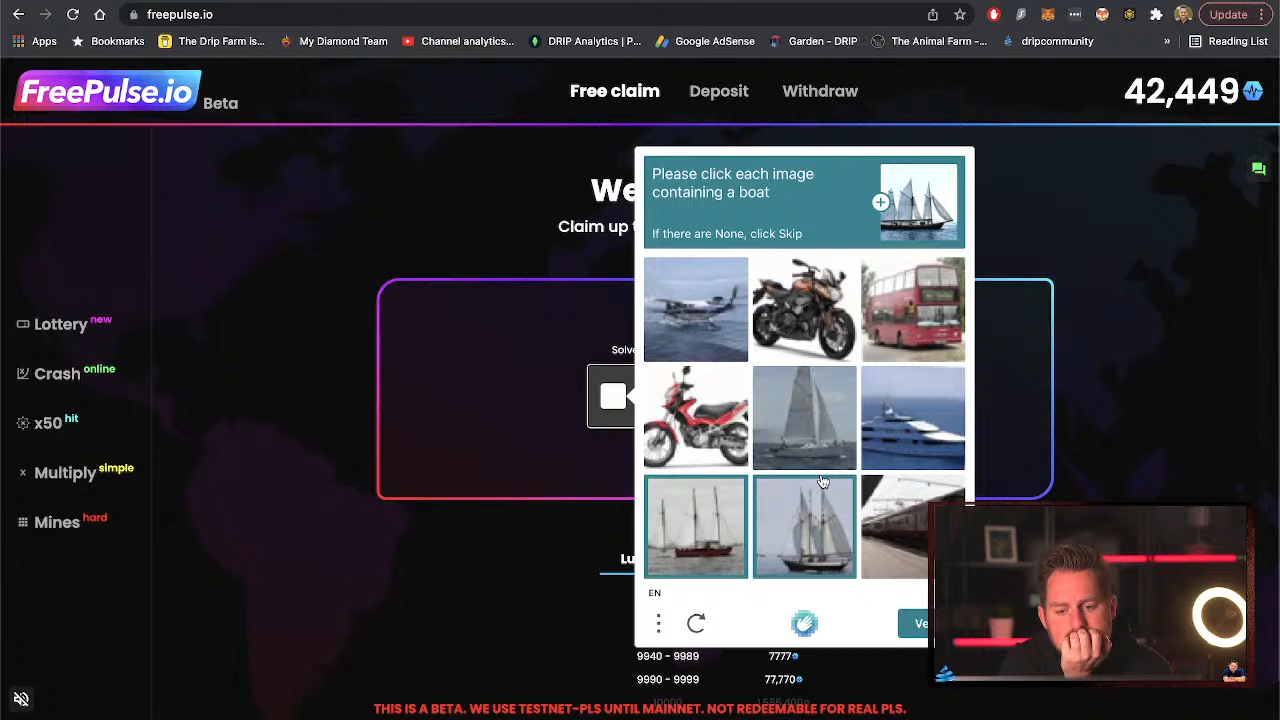 freepulse.io
Update
Apps
Bookmarks
The Drip Farm is...
My Diamond Team
Channel analytics...
DRIP Analytics | P...
Google AdSense
Garden - DRIP
The Animal Farm -...
dripcommunity
»
Reading List
FreePulse.io
Beta
Free claim
Deposit
Withdraw
42,449
We
Claim up t
Please click each image
containing a boat
If there are None, click Skip
Lottery new
Crash online
x50 hit
Multiply simple
Mines hard
Solve
Lu
EN
Ve
9940 - 9989 7777
9990 - 9999 77,770
THIS IS A BETA. WE USE TESTNET-PLS UNTIL MAINNET. NOT REDEEMABLE FOR REAL PLS.